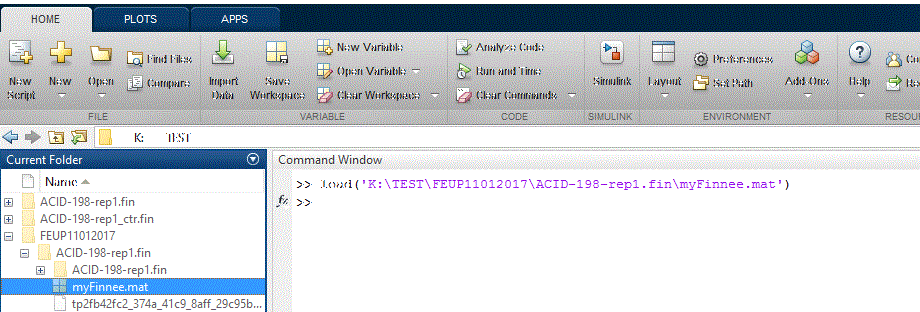 HOME PLOTS APPS
New Script
New
Open
Find Files
Compare
Import Data
Save Workspace
New Variable
Open Variable
Clear Workspace
Analyze Code
Run and Time
Clear Commands
Simulink
Layout
Preferences
Set Path
Add-Ons
Help
FILE VARIABLE CODE SIMULINK ENVIRONMENT
K: TEST
Current Folder
Name
ACID-198-rep1.fin
ACID-198-rep1_ctr.fin
FEUP11012017
ACID-198-rep1.fin
ACID-198-rep1.fin
myFinnee.mat
tp2fb42fc2_374a_41c9_8aff_29c95b...
Command Window
>> load('K:\TEST\FEUP11012017\ACID-198-rep1.fin\myFinnee.mat')
fx >>